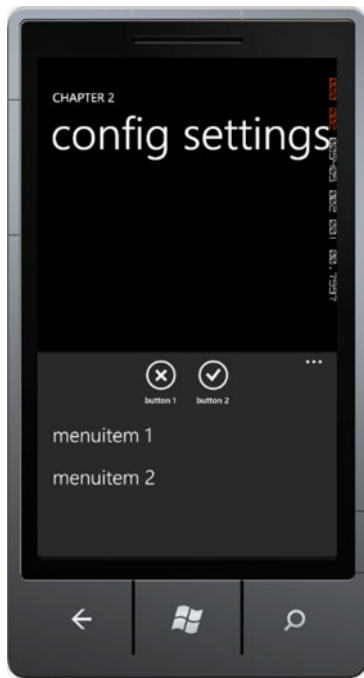 CHAPTER 2
config settings
button 1
button 2
menuitem 1
menuitem 2